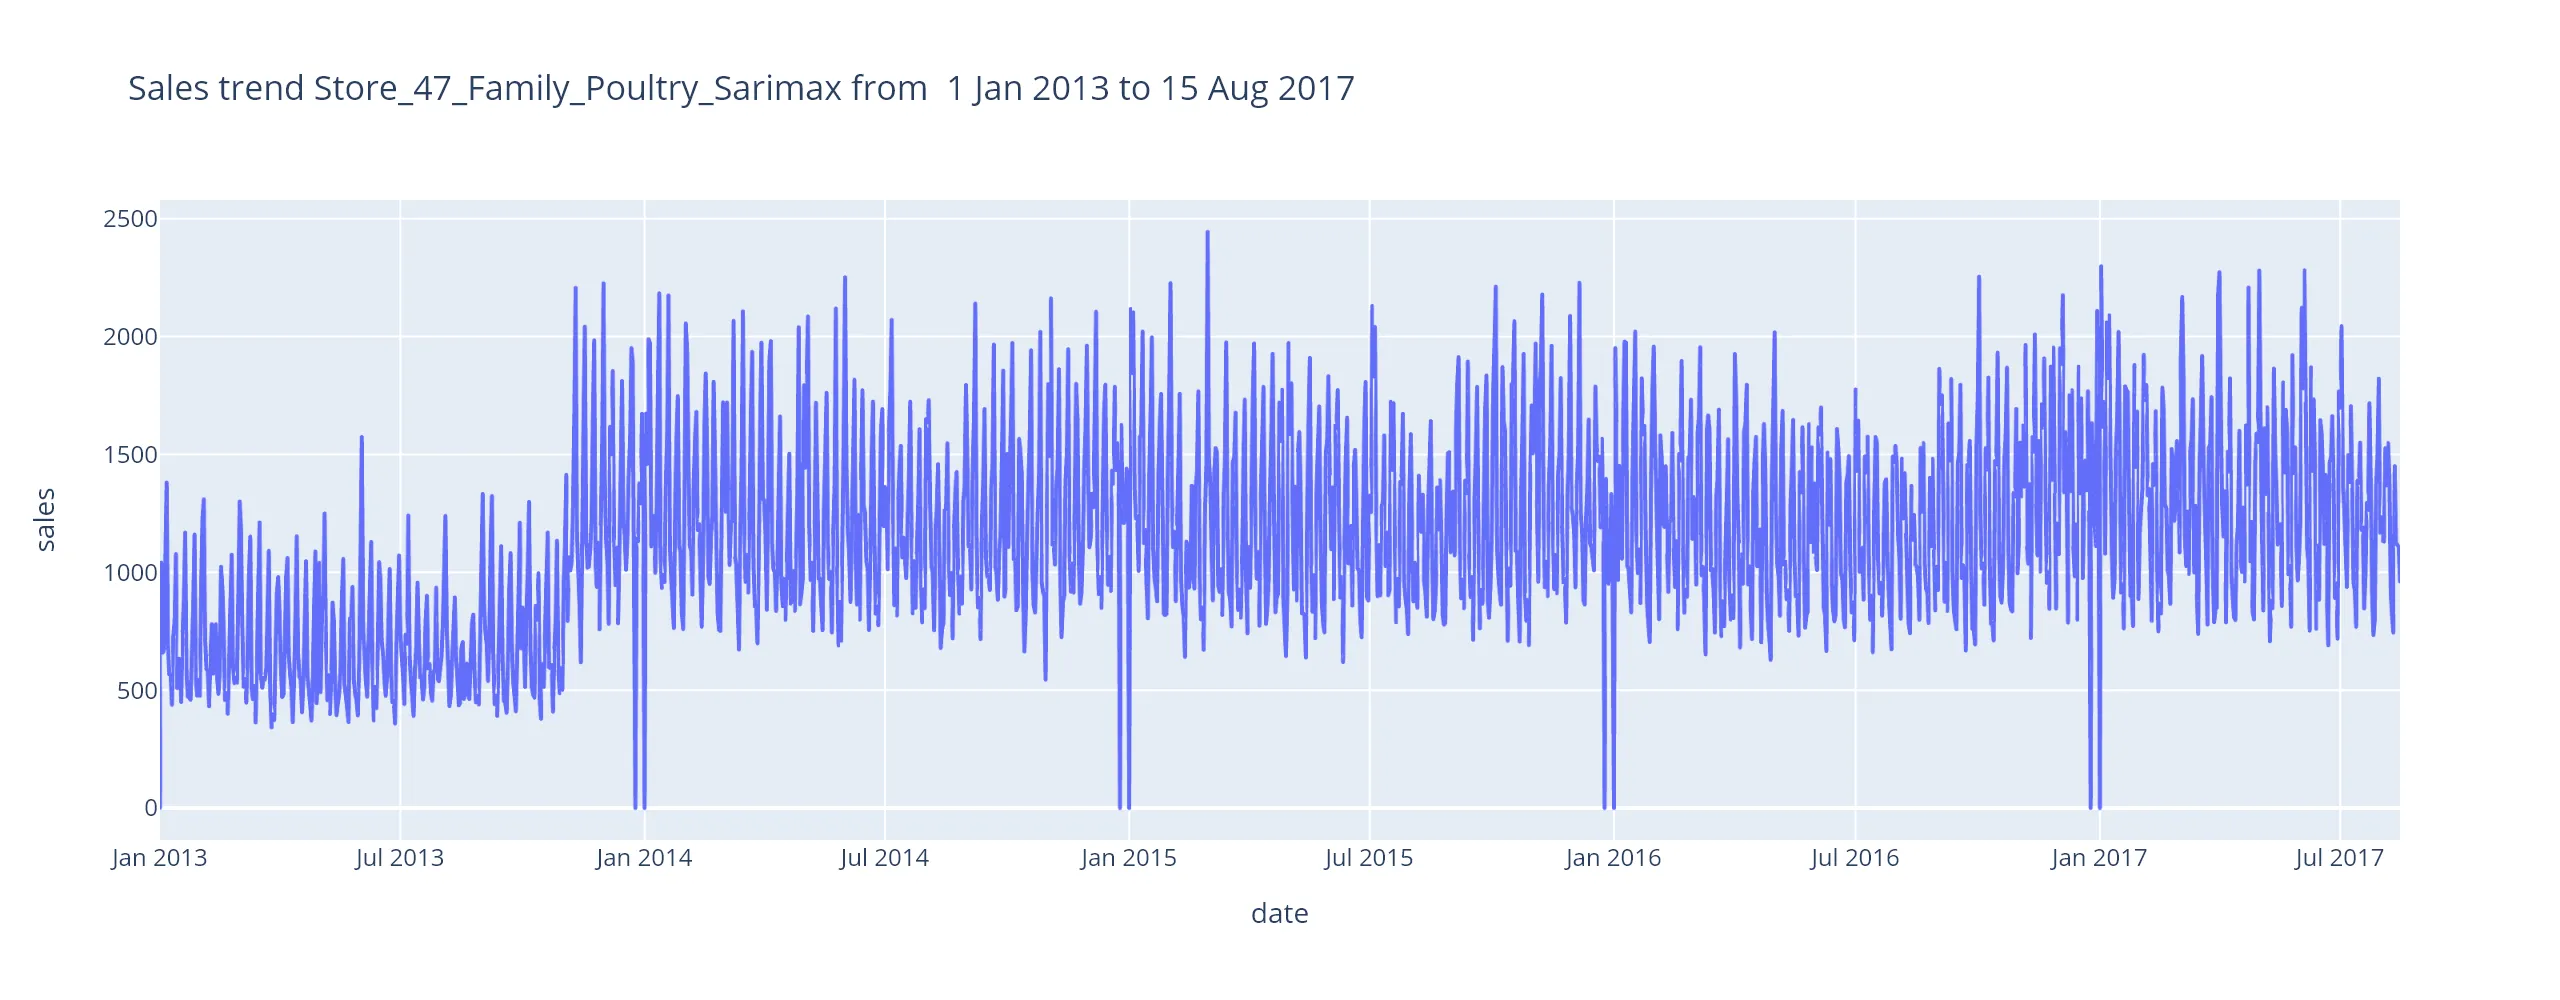 Sales trend Store_47_Family_Poultry_Sarimax from  1 Jan 2013 to 15 Aug 2017
2500
2000
1500
1000
500
0
sales
Jan 2013 Jul 2013 Jan 2014 Jul 2014 Jan 2015 Jul 2015 Jan 2016 Jul 2016 Jan 2017 Jul 2017
date